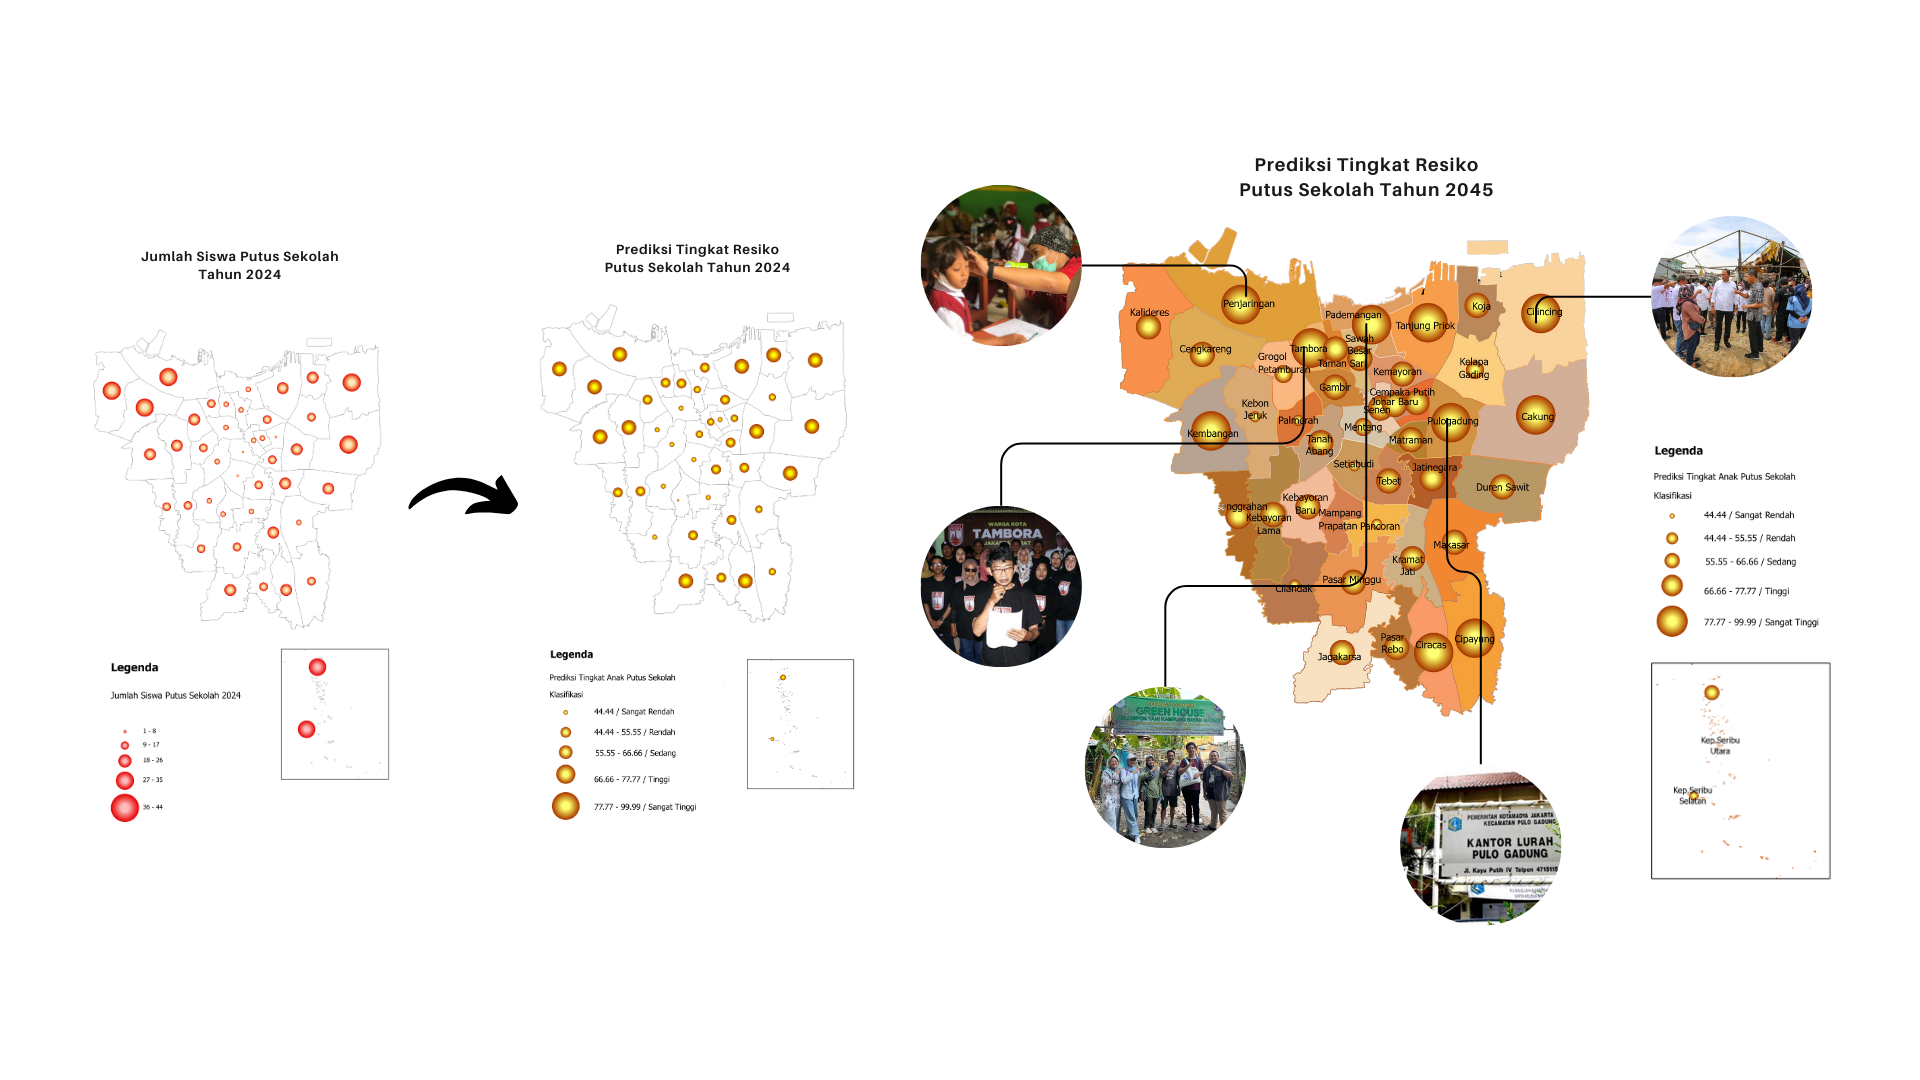 Jumlah Siswa Putus Sekolah
Tahun 2024
Legenda
Jumlah Siswa Putus Sekolah 2024
1 - 8
9 - 17
18 - 26
27 - 35
36 - 44
Prediksi Tingkat Resiko
Putus Sekolah Tahun 2024
Legenda
Prediksi Tingkat Anak Putus Sekolah
Klasifikasi
44.44 / Sangat Rendah
44.44 - 55.55 / Rendah
55.55 - 66.66 / Sedang
66.66 - 77.77 / Tinggi
77.77 - 99.99 / Sangat Tinggi
Prediksi Tingkat Resiko
Putus Sekolah Tahun 2045
Penjaringan
Kalideres
Pademangan
Tanjung Priok
Koja
Cilincing
Cengkareng
Grogol
Petamburan
Tambora
Sawah
Besar
Taman Sari
Kemayoran
Kelapa
Gading
Gambir
Cempaka Putih
Johar Baru
Senen
Kebon
Jeruk
Palmerah
Menteng
Pulogadung
Cakung
Kembangan
Tanah
Abang
Matraman
Setiabudi
Jatinegara
Tebet
Duren Sawit
nggrahan
Kebayoran
Lama
Kebayoran
Baru
Mampang
Prapatan
Pancoran
Makasar
Kramat
Jati
Cilandak
Pasar Minggu
Jagakarsa
Pasar
Rebo
Ciracas
Cipayung
Legenda
Prediksi Tingkat Anak Putus Sekolah
Klasifikasi
44.44 / Sangat Rendah
44.44 - 55.55 / Rendah
55.55 - 66.66 / Sedang
66.66 - 77.77 / Tinggi
77.77 - 99.99 / Sangat Tinggi
Kep.Seribu
Utara
Kep.Seribu
Selatan
WARGA KOTA
TAMBORA
GREEN HOUSE
PEMERINTAH KOTAMADYA JAKARTA
KECAMATAN PULO GADUNG
KANTOR LURAH
PULO GADUNG
Jl. Kayu Putih IV Telpon 4715115